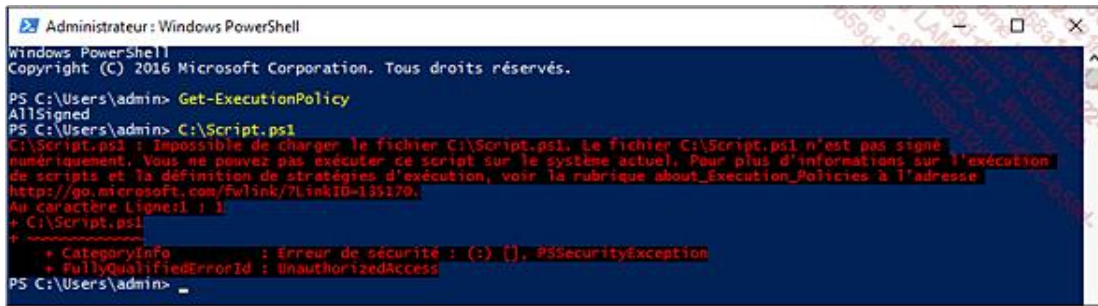 Administrateur : Windows PowerShell
Windows PowerShell
Copyright (C) 2016 Microsoft Corporation. Tous droits réservés.
PS C:\Users\admin> Get-ExecutionPolicy
AllSigned
PS C:\Users\admin> C:\Script.ps1
C:\Script.ps1 : Impossible de charger le fichier C:\Script.ps1. Le fichier C:\Script.ps1 n'est pas signé
numériquement. Vous ne pouvez pas exécuter ce script sur le système actuel. Pour plus d'informations sur l'exécution
de scripts et la définition de stratégies d'exécution, voir la rubrique about_Execution_Policies à l'adresse
http://go.microsoft.com/fwlink/?LinkID=135170.
Au caractère Ligne:1 : 1
+ C:\Script.ps1
+ ~~~~~~~~~~~~~
+ CategoryInfo : Erreur de sécurité : (:) [], PSSecurityException
+ FullyQualifiedErrorId : UnauthorizedAccess
PS C:\Users\admin> _